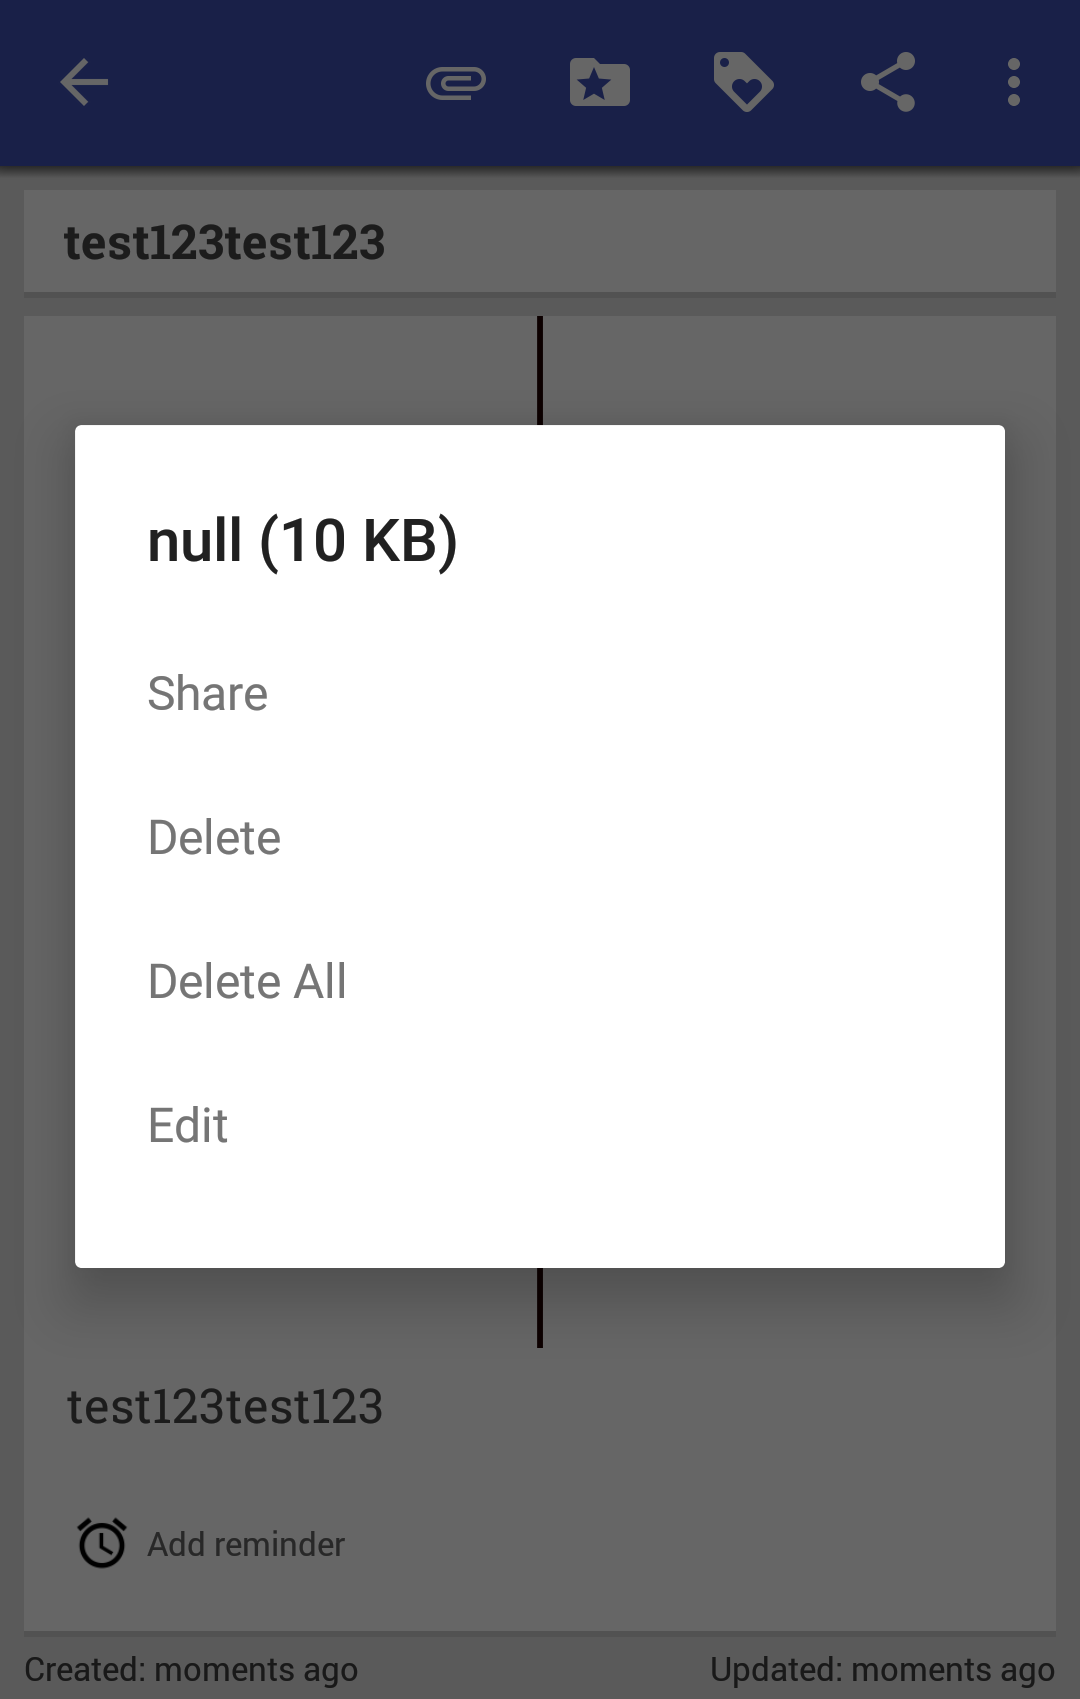 test123test123
null (10 KB)
Share
Delete
Delete All
Edit
test123test123
Add reminder
Created: moments ago
Updated: moments ago